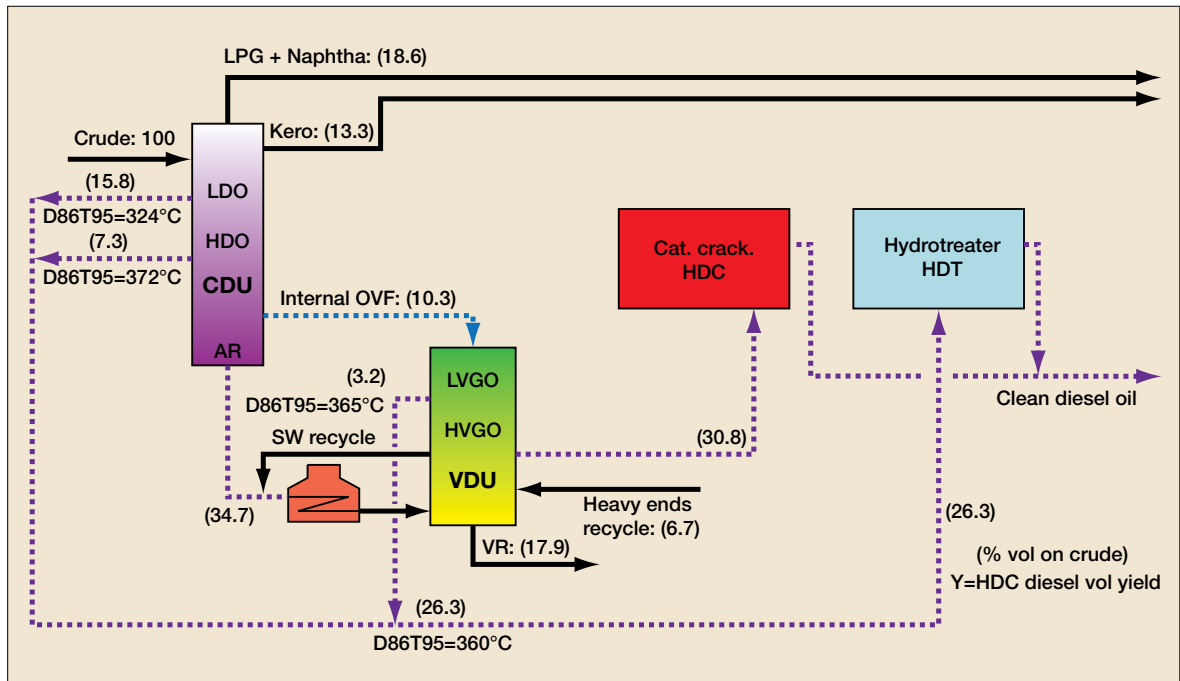 LPG + Naphtha: (18.6)
Kero: (13.3)
Crude: 100
(15.8)
LDO
D86T95=324°C
(7.3)
HDO
D86T95=372°C
CDU
Cat. crack.
HDC
Hydrotreater
HDT
Internal OVF: (10.3)
AR
(3.2)
LVGO
D86T95=365°C
Clean diesel oil
HVGO
SW recycle
(30.8)
VDU
(34.7)
Heavy ends
recycle: (6.7)
(26.3)
VR: (17.9)
(% vol on crude)
Y=HDC diesel vol yield
(26.3)
D86T95=360°C